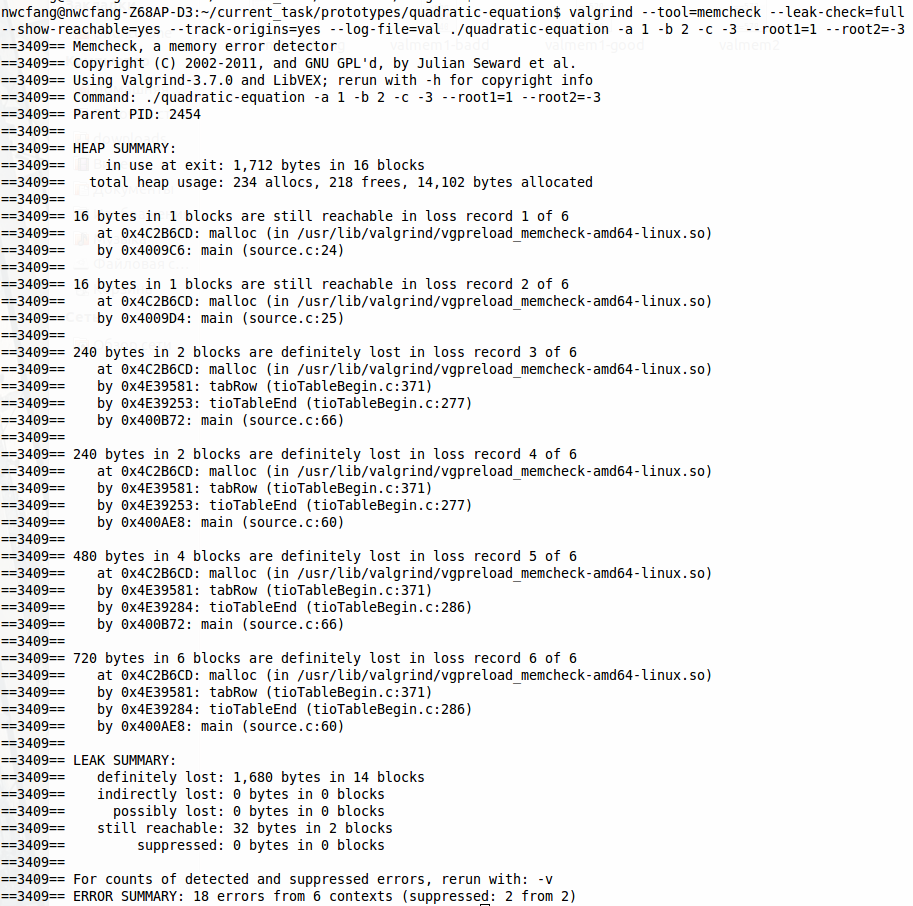 nwcfang@nwcfang-Z68AP-D3:~/current_task/prototypes/quadratic-equation$ valgrind --tool=memcheck --leak-check=full
--show-reachable=yes --track-origins=yes --log-file=val ./quadratic-equation -a 1 -b 2 -c -3 --root1=1 --root2=-3
==3409== Memcheck, a memory error detector
==3409== Copyright (C) 2002-2011, and GNU GPL'd, by Julian Seward et al.
==3409== Using Valgrind-3.7.0 and LibVEX; rerun with -h for copyright info
==3409== Command: ./quadratic-equation -a 1 -b 2 -c -3 --root1=1 --root2=-3
==3409== Parent PID: 2454
==3409==
==3409== HEAP SUMMARY:
==3409==     in use at exit: 1,712 bytes in 16 blocks
==3409==   total heap usage: 234 allocs, 218 frees, 14,102 bytes allocated
==3409==
==3409== 16 bytes in 1 blocks are still reachable in loss record 1 of 6
==3409==    at 0x4C2B6CD: malloc (in /usr/lib/valgrind/vgpreload_memcheck-amd64-linux.so)
==3409==    by 0x4009C6: main (source.c:24)
==3409==
==3409== 16 bytes in 1 blocks are still reachable in loss record 2 of 6
==3409==    at 0x4C2B6CD: malloc (in /usr/lib/valgrind/vgpreload_memcheck-amd64-linux.so)
==3409==    by 0x4009D4: main (source.c:25)
==3409==
==3409== 240 bytes in 2 blocks are definitely lost in loss record 3 of 6
==3409==    at 0x4C2B6CD: malloc (in /usr/lib/valgrind/vgpreload_memcheck-amd64-linux.so)
==3409==    by 0x4E39581: tabRow (tioTableBegin.c:371)
==3409==    by 0x4E39253: tioTableEnd (tioTableBegin.c:277)
==3409==    by 0x400B72: main (source.c:66)
==3409==
==3409== 240 bytes in 2 blocks are definitely lost in loss record 4 of 6
==3409==    at 0x4C2B6CD: malloc (in /usr/lib/valgrind/vgpreload_memcheck-amd64-linux.so)
==3409==    by 0x4E39581: tabRow (tioTableBegin.c:371)
==3409==    by 0x4E39253: tioTableEnd (tioTableBegin.c:277)
==3409==    by 0x400AE8: main (source.c:60)
==3409==
==3409== 480 bytes in 4 blocks are definitely lost in loss record 5 of 6
==3409==    at 0x4C2B6CD: malloc (in /usr/lib/valgrind/vgpreload_memcheck-amd64-linux.so)
==3409==    by 0x4E39581: tabRow (tioTableBegin.c:371)
==3409==    by 0x4E39284: tioTableEnd (tioTableBegin.c:286)
==3409==    by 0x400B72: main (source.c:66)
==3409==
==3409== 720 bytes in 6 blocks are definitely lost in loss record 6 of 6
==3409==    at 0x4C2B6CD: malloc (in /usr/lib/valgrind/vgpreload_memcheck-amd64-linux.so)
==3409==    by 0x4E39581: tabRow (tioTableBegin.c:371)
==3409==    by 0x4E39284: tioTableEnd (tioTableBegin.c:286)
==3409==    by 0x400AE8: main (source.c:60)
==3409==
==3409== LEAK SUMMARY:
==3409==    definitely lost: 1,680 bytes in 14 blocks
==3409==    indirectly lost: 0 bytes in 0 blocks
==3409==      possibly lost: 0 bytes in 0 blocks
==3409==    still reachable: 32 bytes in 2 blocks
==3409==         suppressed: 0 bytes in 0 blocks
==3409==
==3409== For counts of detected and suppressed errors, rerun with: -v
==3409== ERROR SUMMARY: 18 errors from 6 contexts (suppressed: 2 from 2)